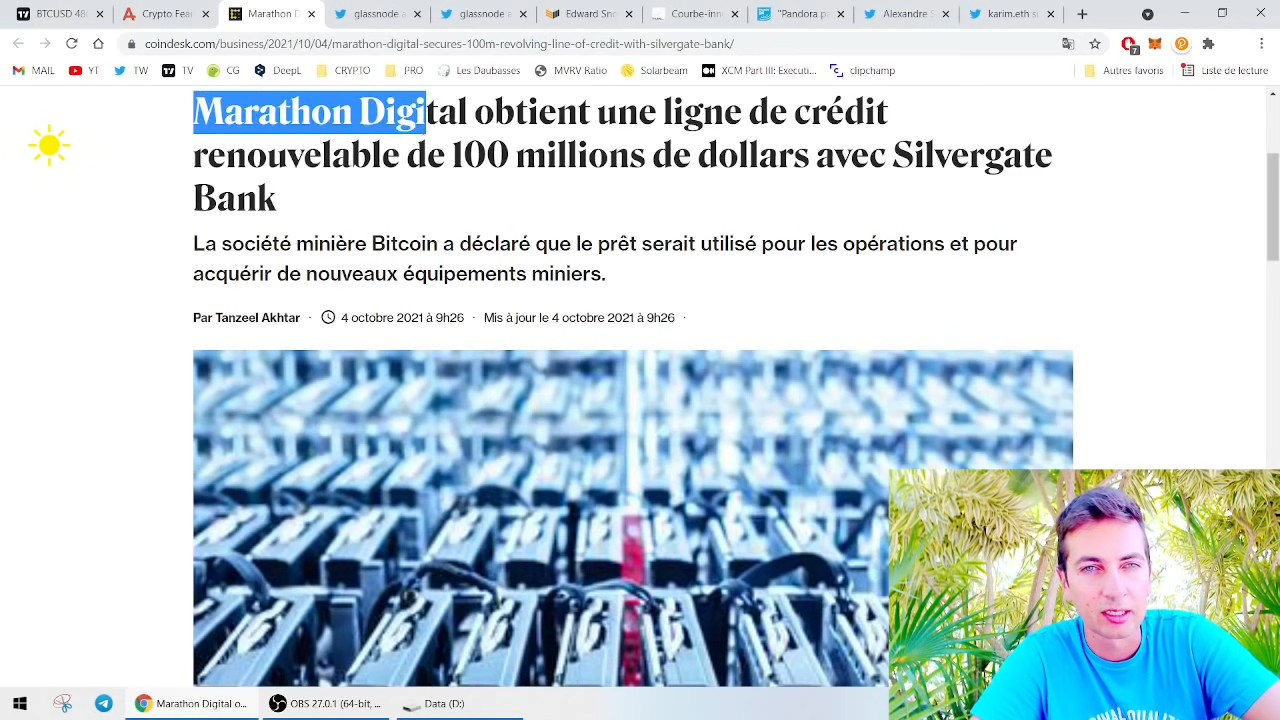 BTCUSD 48
Crypto Fear
Marathon D
glassnode
glassnode
Edward Sno
Courbe-in
"Pandora p
Alexandre
karim.eth
coindesk.com/business/2021/10/04/marathon-digital-secures-100m-revolving-line-of-credit-with-silvergate-bank/
7
MAIL
YT
TW
TV
CG
DeepL
CRYPTO
PRO
Les Databases
MVRV Ratio
Solarbeam
XCM Part III: Executi...
clipchamp
Autres favoris
Liste de lecture
Marathon Digital obtient une ligne de crédit
renouvelable de 100 millions de dollars avec Silvergate
Bank
La société minière Bitcoin a déclaré que le prêt serait utilisé pour les opérations et pour
acquérir de nouveaux équipements miniers.
Par Tanzeel Akhtar · 4 octobre 2021 à 9h26 · Mis à jour le 4 octobre 2021 à 9h26 ·
Marathon Digital o...
OBS 27.0.1 (64-bit, ...
Data (D:)